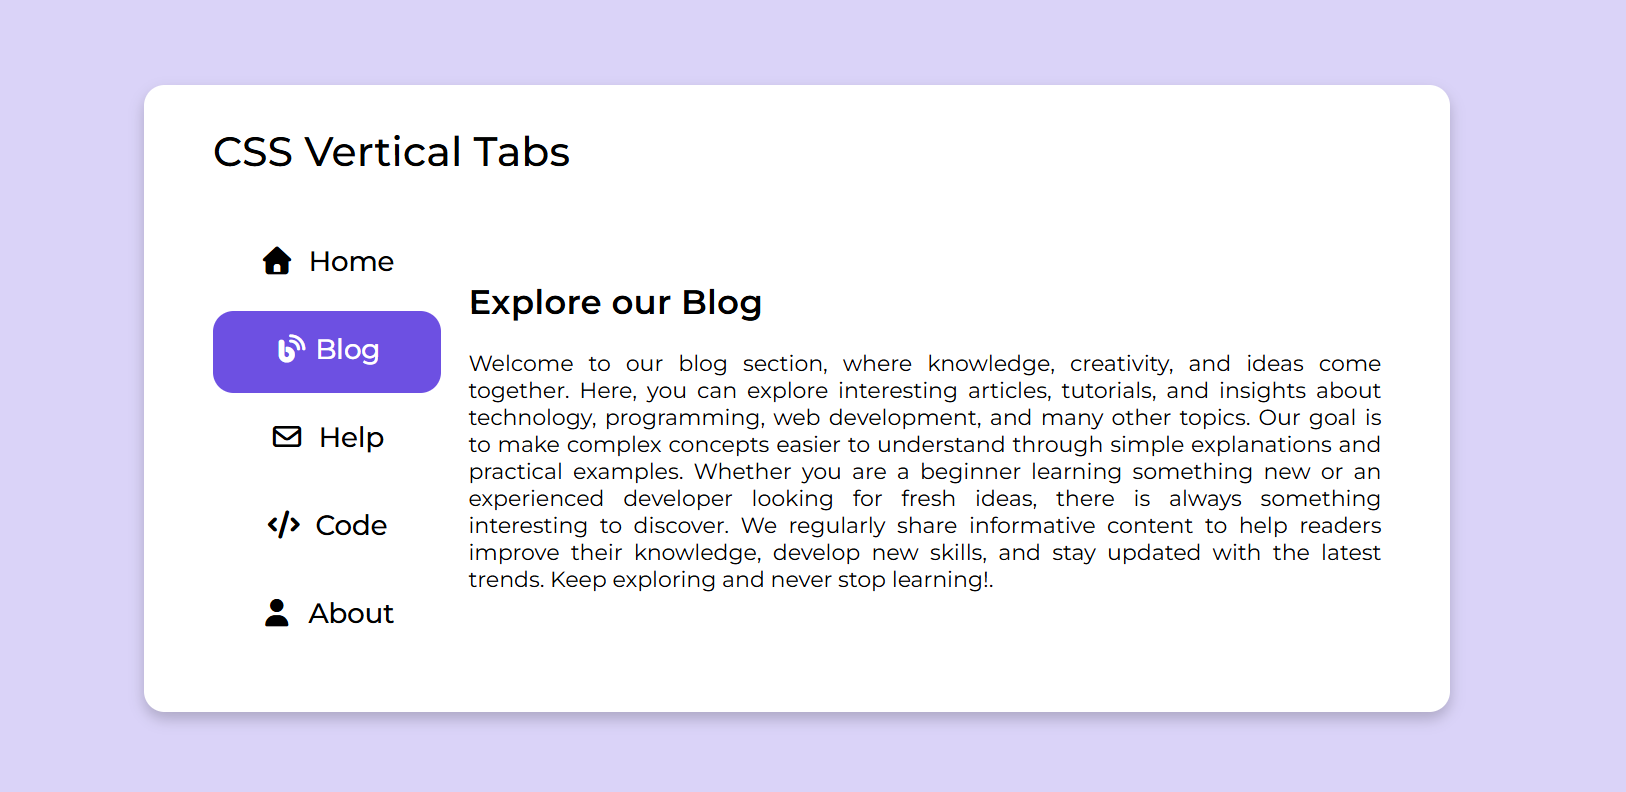 CSS Vertical Tabs
Home
Blog
Help
Code
About
Explore our Blog
Welcome to our blog section, where knowledge, creativity, and ideas come
together. Here, you can explore interesting articles, tutorials, and insights about
technology, programming, web development, and many other topics. Our goal is
to make complex concepts easier to understand through simple explanations and
practical examples. Whether you are a beginner learning something new or an
experienced developer looking for fresh ideas, there is always something
interesting to discover. We regularly share informative content to help readers
improve their knowledge, develop new skills, and stay updated with the latest
trends. Keep exploring and never stop learning!.